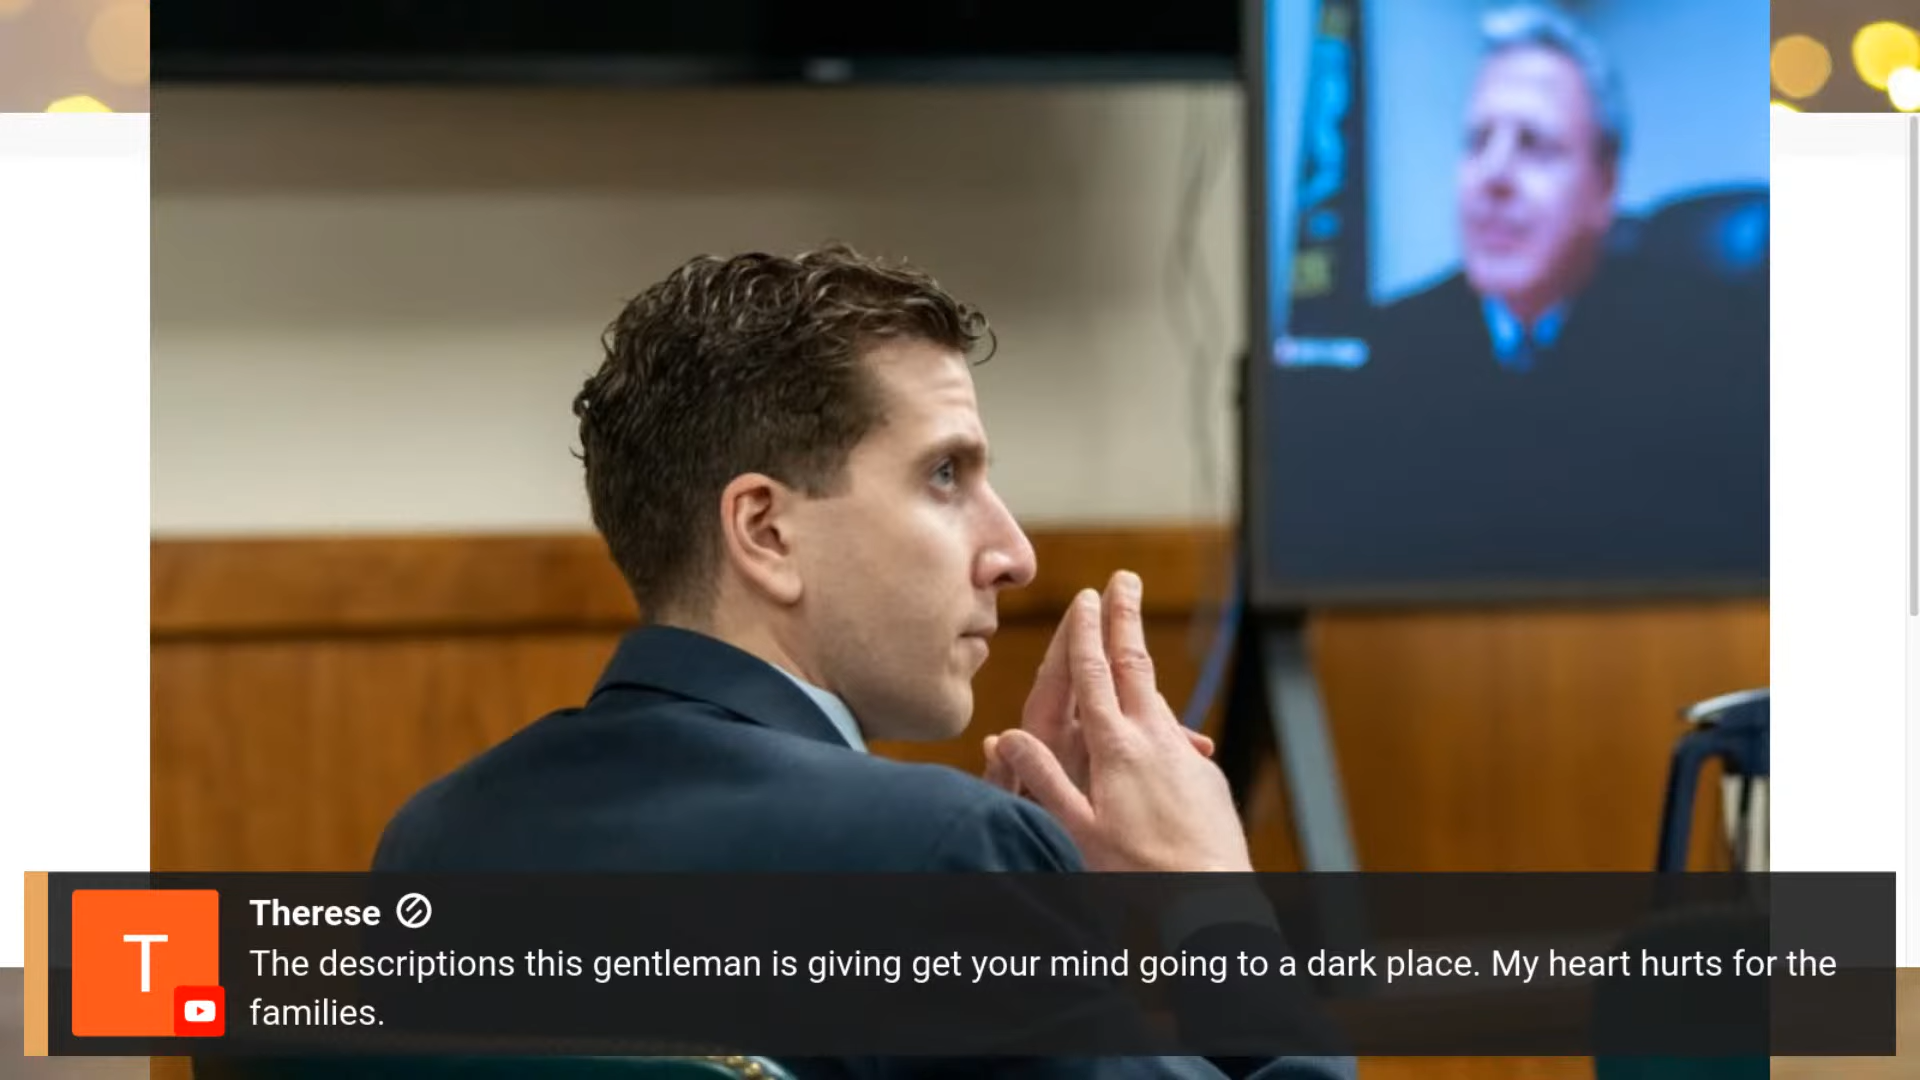 T
Therese
The descriptions this gentleman is giving get your mind going to a dark place. My heart hurts for the
families.